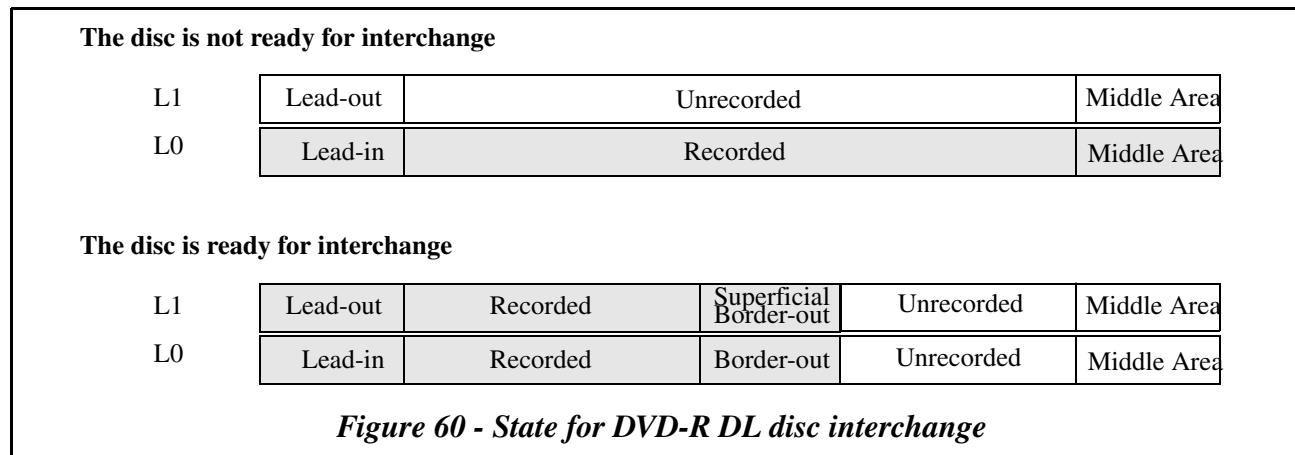 The disc is not ready for interchange
L1 Lead-out Unrecorded Middle Area
L0 Lead-in Recorded Middle Area
The disc is ready for interchange
L1 Lead-out Recorded Superficial Border-out Unrecorded Middle Area
L0 Lead-in Recorded Border-out Unrecorded Middle Area
Figure 60 - State for DVD-R DL disc interchange